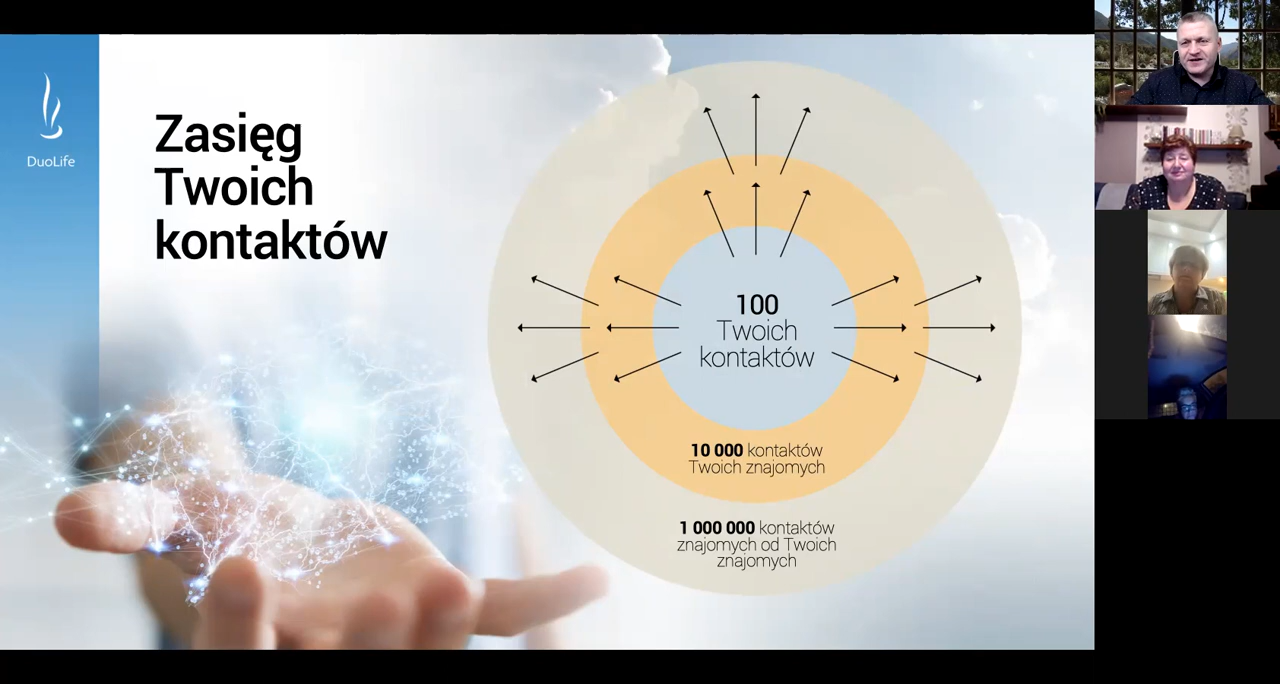 DuoLife
Zasięg
Twoich
kontaktów
100
Twoich
kontaktów
10 000 kontaktów
Twoich znajomych
1 000 000 kontaktów
znajomych od Twoich
znajomych